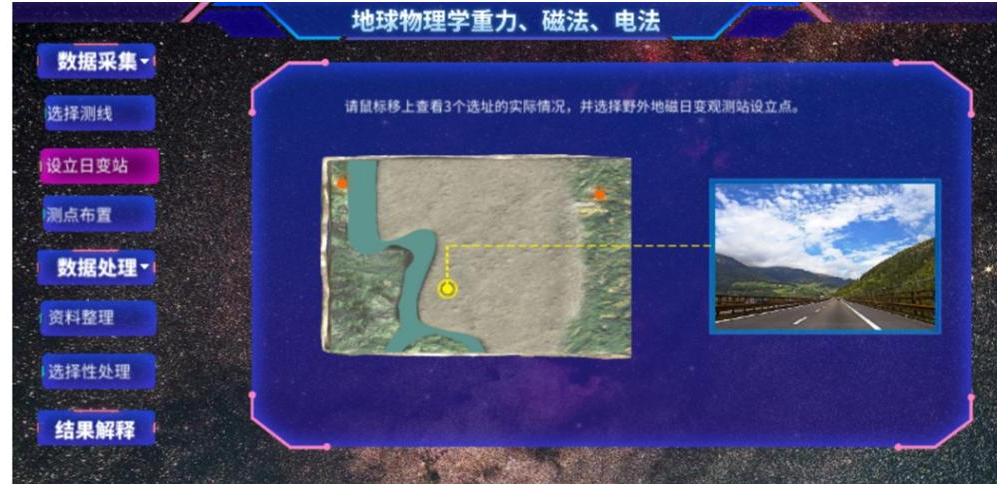 地球物理学重力、磁法、电法
数据采集
选择测线
设立日变站
测点布置
数据处理
资料整理
选择性处理
结果解释
请鼠标移上查看3个选址的实际情况，并选择野外地磁日变观测站设立点。